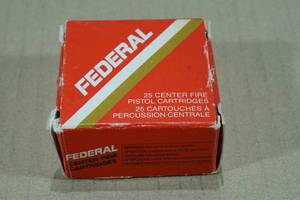 FEDERAL
25 CENTER FIRE
PISTOL CARTRIDGES
25 CARTOUCHES À
PERCUSSION CENTRALE
FEDERAL
CENTER FIRE
CARTRIDGES